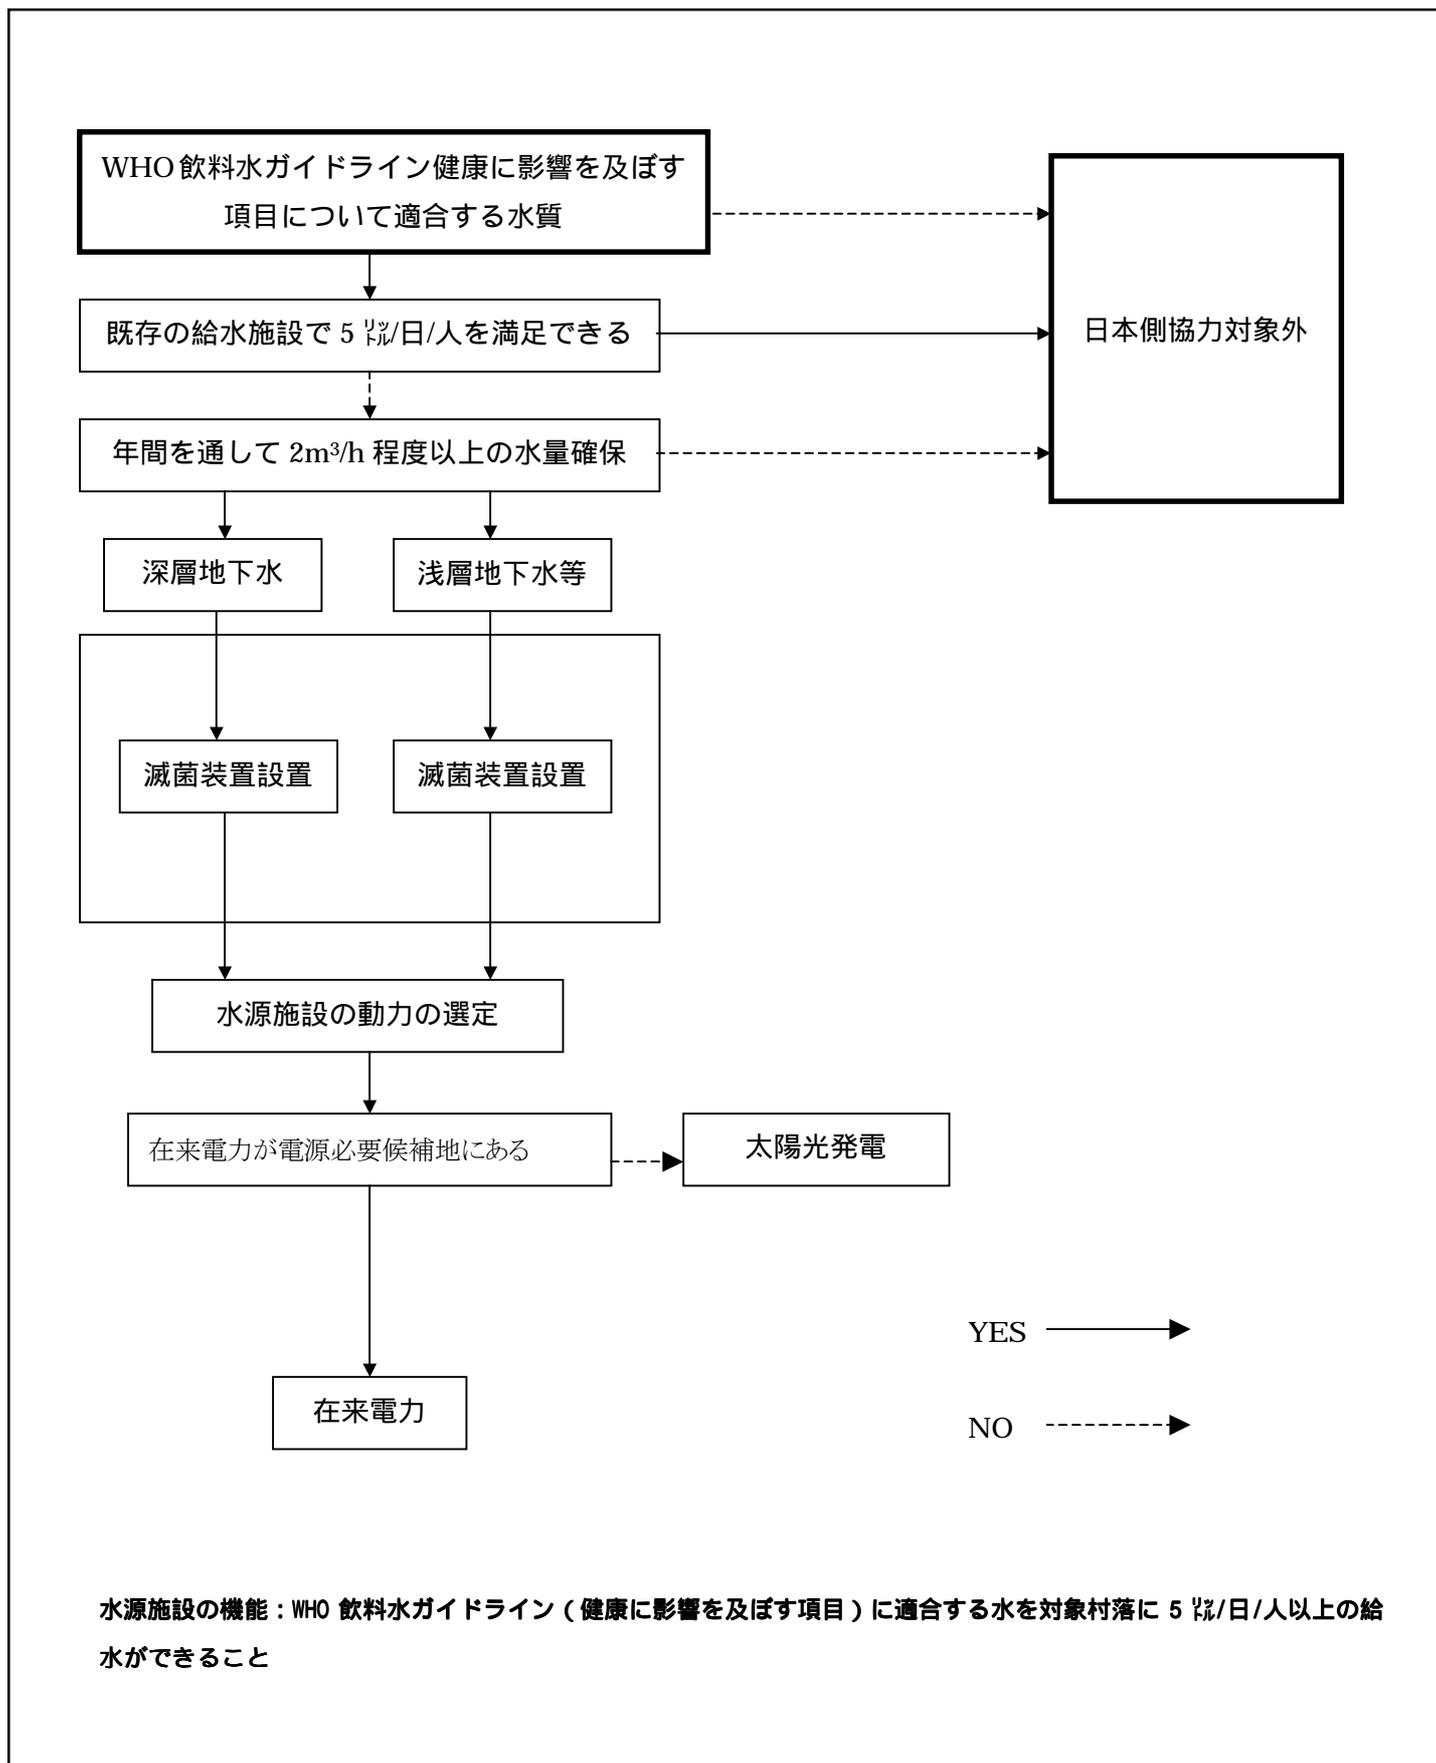 WHO 飲料水ガイドライン健康に影響を及ぼす
項目について適合する水質
日本側協力対象外
既存の給水施設で 5 ㍑/日/人を満足できる
年間を通して 2m³/h 程度以上の水量確保
深層地下水
浅層地下水等
滅菌装置設置
滅菌装置設置
水源施設の動力の選定
在来電力が電源必要候補地にある
太陽光発電
YES
NO
在来電力
水源施設の機能：WHO 飲料水ガイドライン（健康に影響を及ぼす項目）に適合する水を対象村落に 5 ㍑/日/人以上の給
水ができること